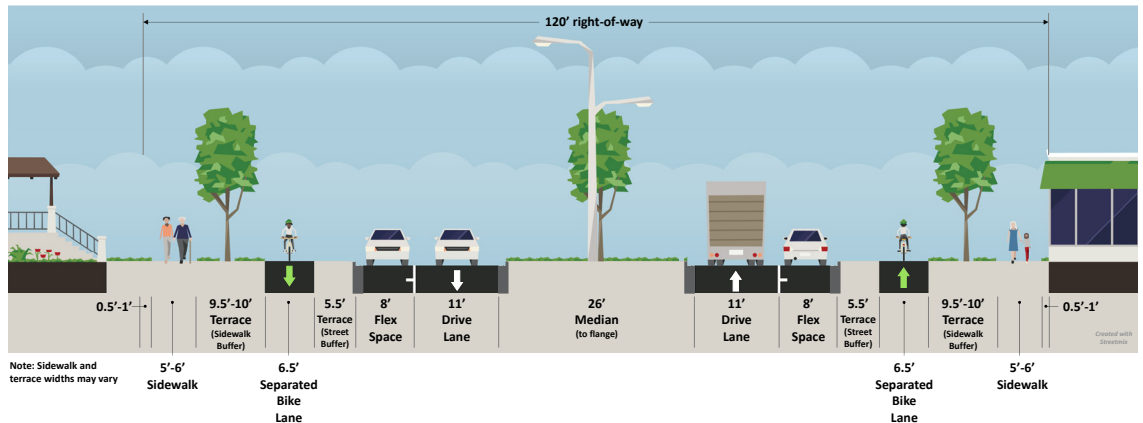 120' right-of-way
0.5'-1'
9.5'-10'
Terrace
(Sidewalk
Buffer)
5.5'
Terrace
(Street
Buffer)
8'
Flex
Space
11'
Drive
Lane
26'
Median
(to flange)
11'
Drive
Lane
8'
Flex
Space
5.5'
Terrace
(Street
Buffer)
9.5'-10'
Terrace
(Sidewalk
Buffer)
0.5'-1'
Created with
Streetmix
Note: Sidewalk and
terrace widths may vary
5'-6'
Sidewalk
6.5'
Separated
Bike
Lane
6.5'
Separated
Bike
Lane
5'-6'
Sidewalk